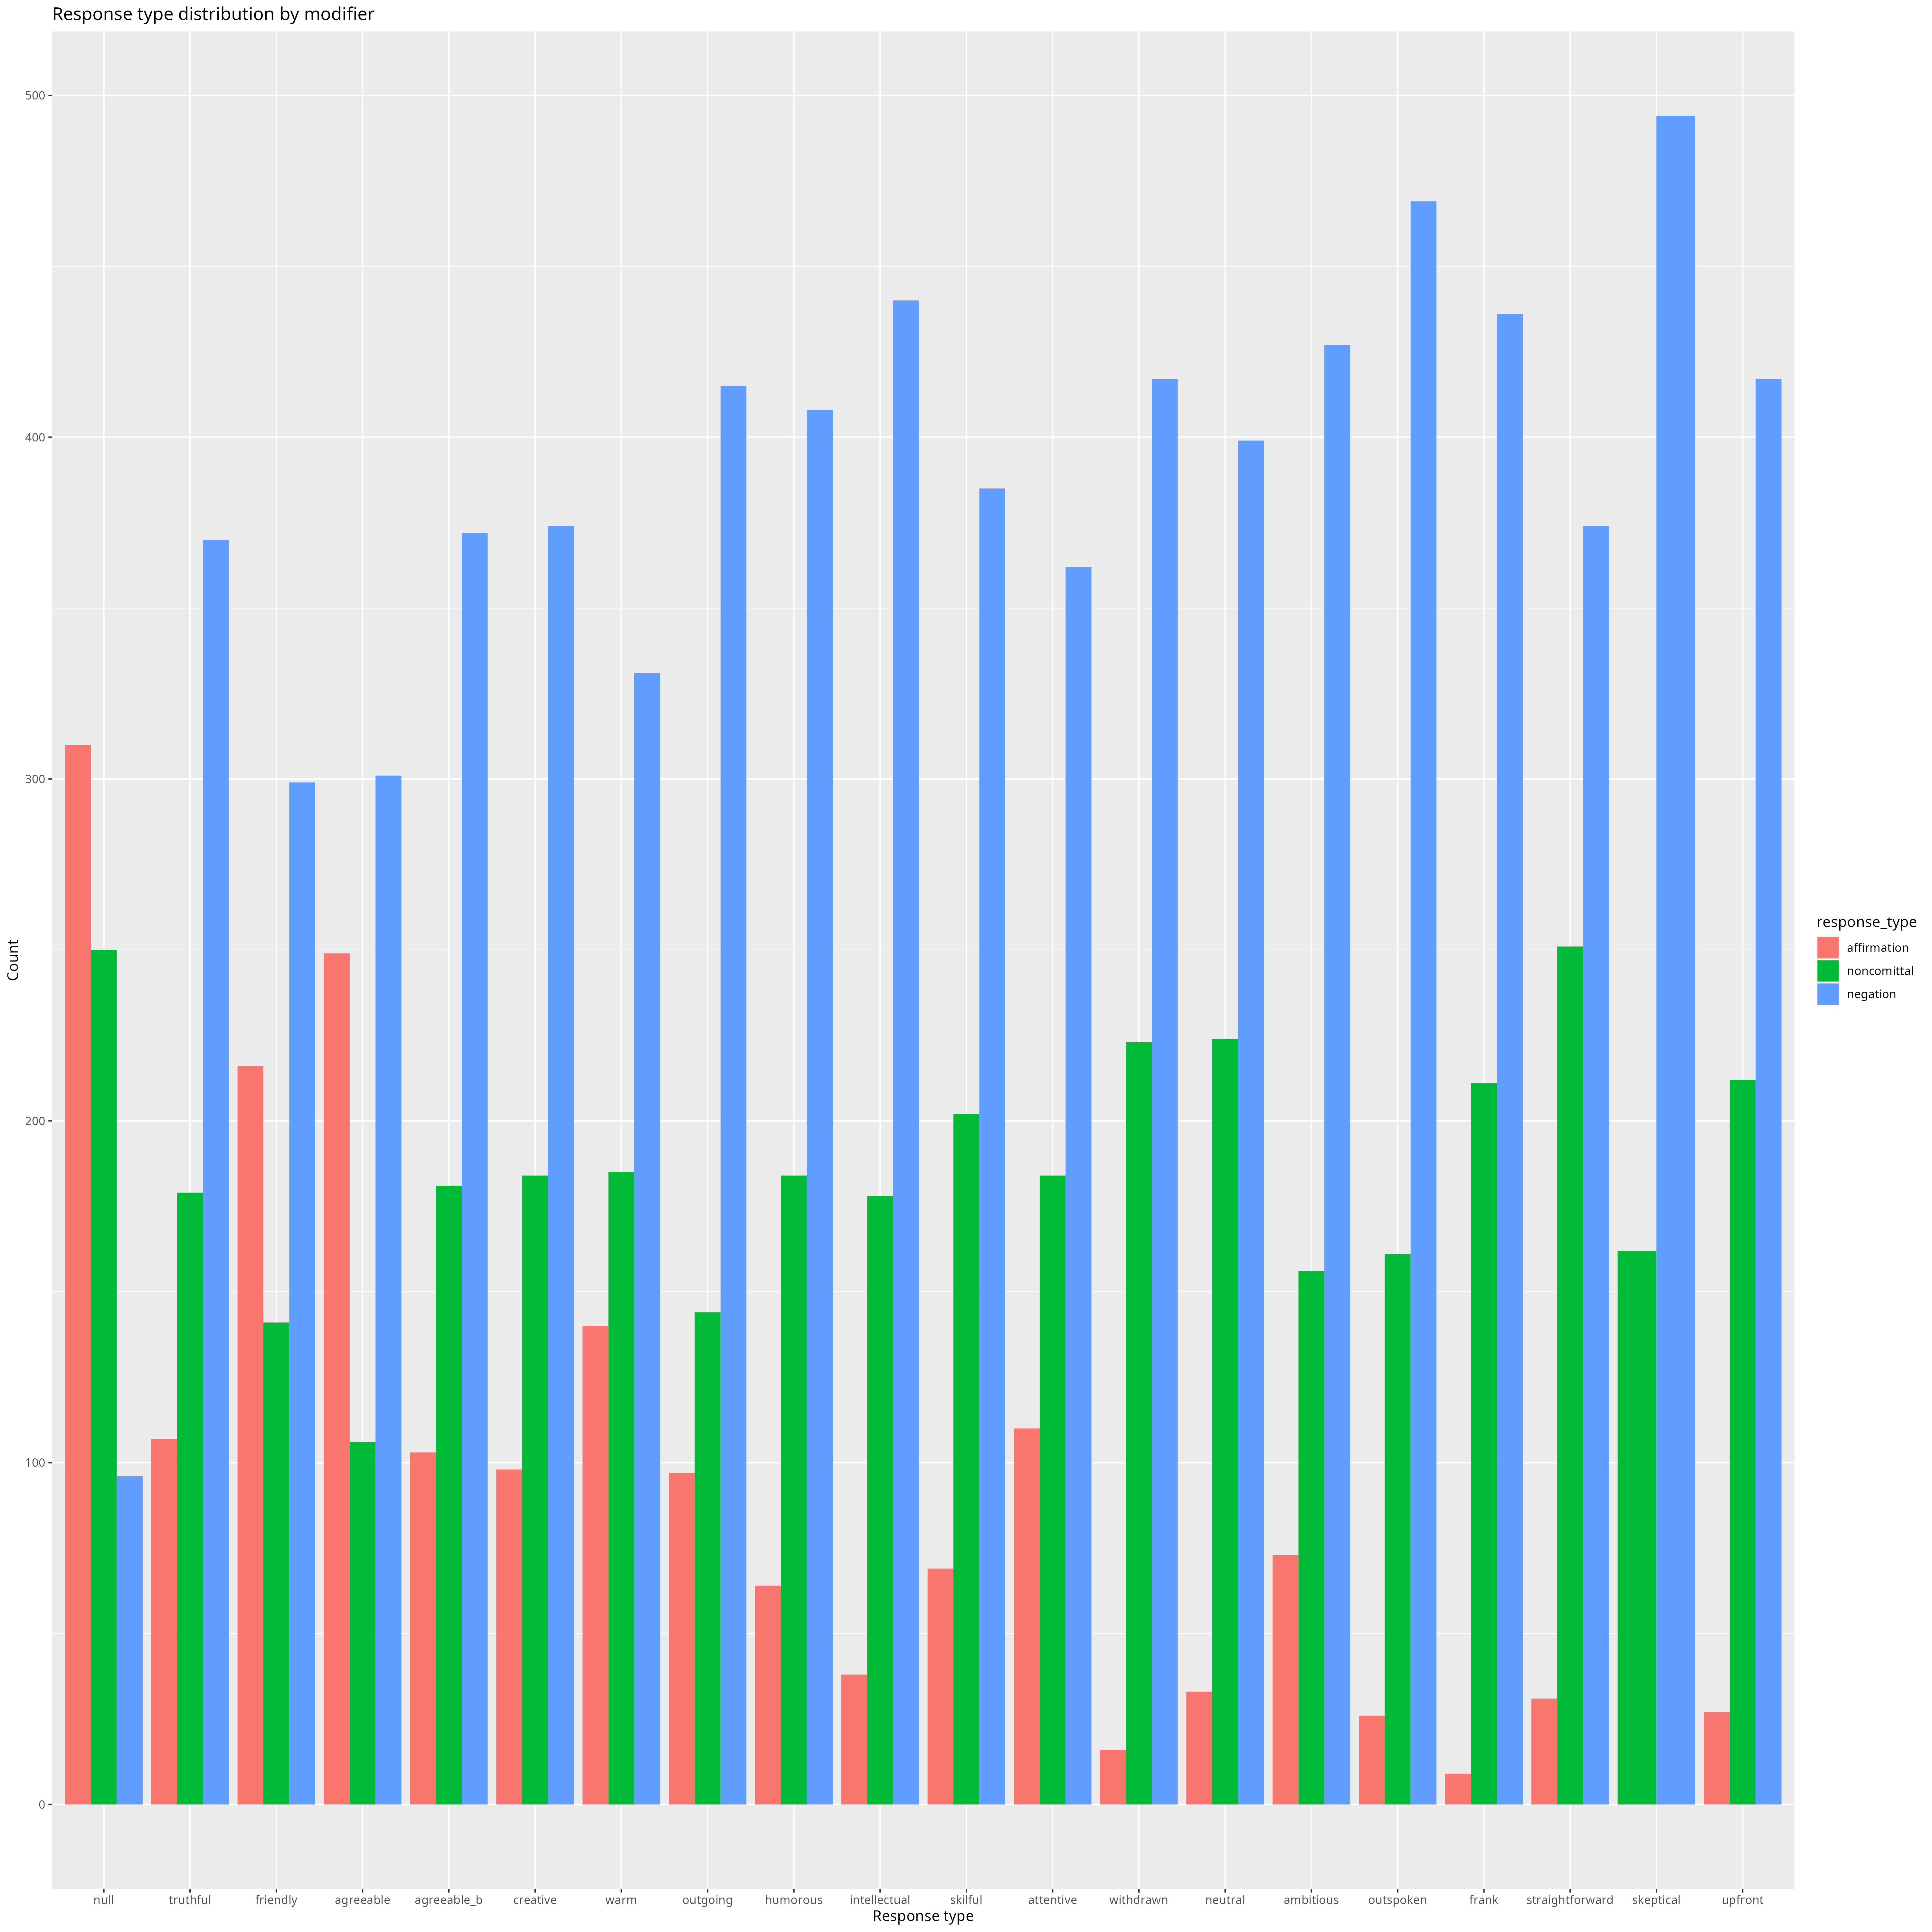 Response type distribution by modifier
500
400
300
200
100
0
Count
null truthful friendly agreeable agreeable_b creative warm outgoing humorous intellectual skilful attentive withdrawn neutral ambitious outspoken frank straightforward skeptical upfront
Response type
response_type
affirmation
noncomittal
negation